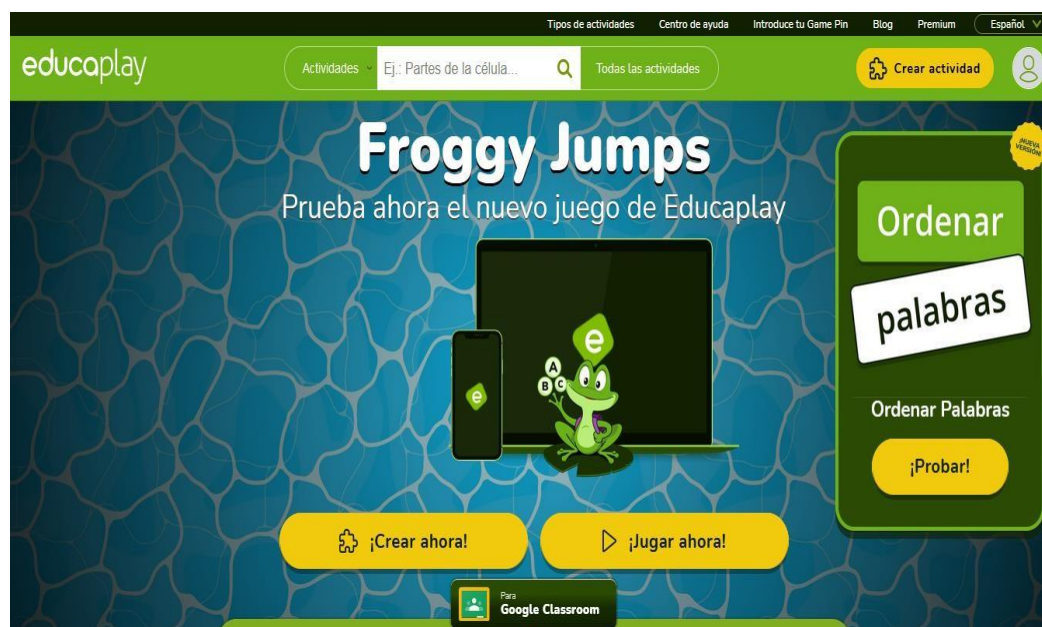 Tipos de actividades Centro de ayuda Introduce tu Game Pin Blog Premium Español
educaplay
Actividades Ej.: Partes de la célula... Todas las actividades Crear actividad
Froggy Jumps
Prueba ahora el nuevo juego de Educaplay
¡NUEVA
VERSIÓN!
Ordenar
palabras
Ordenar Palabras
¡Probar!
e
e
A
B C
¡Crear ahora! ¡Jugar ahora!
Para
Google Classroom